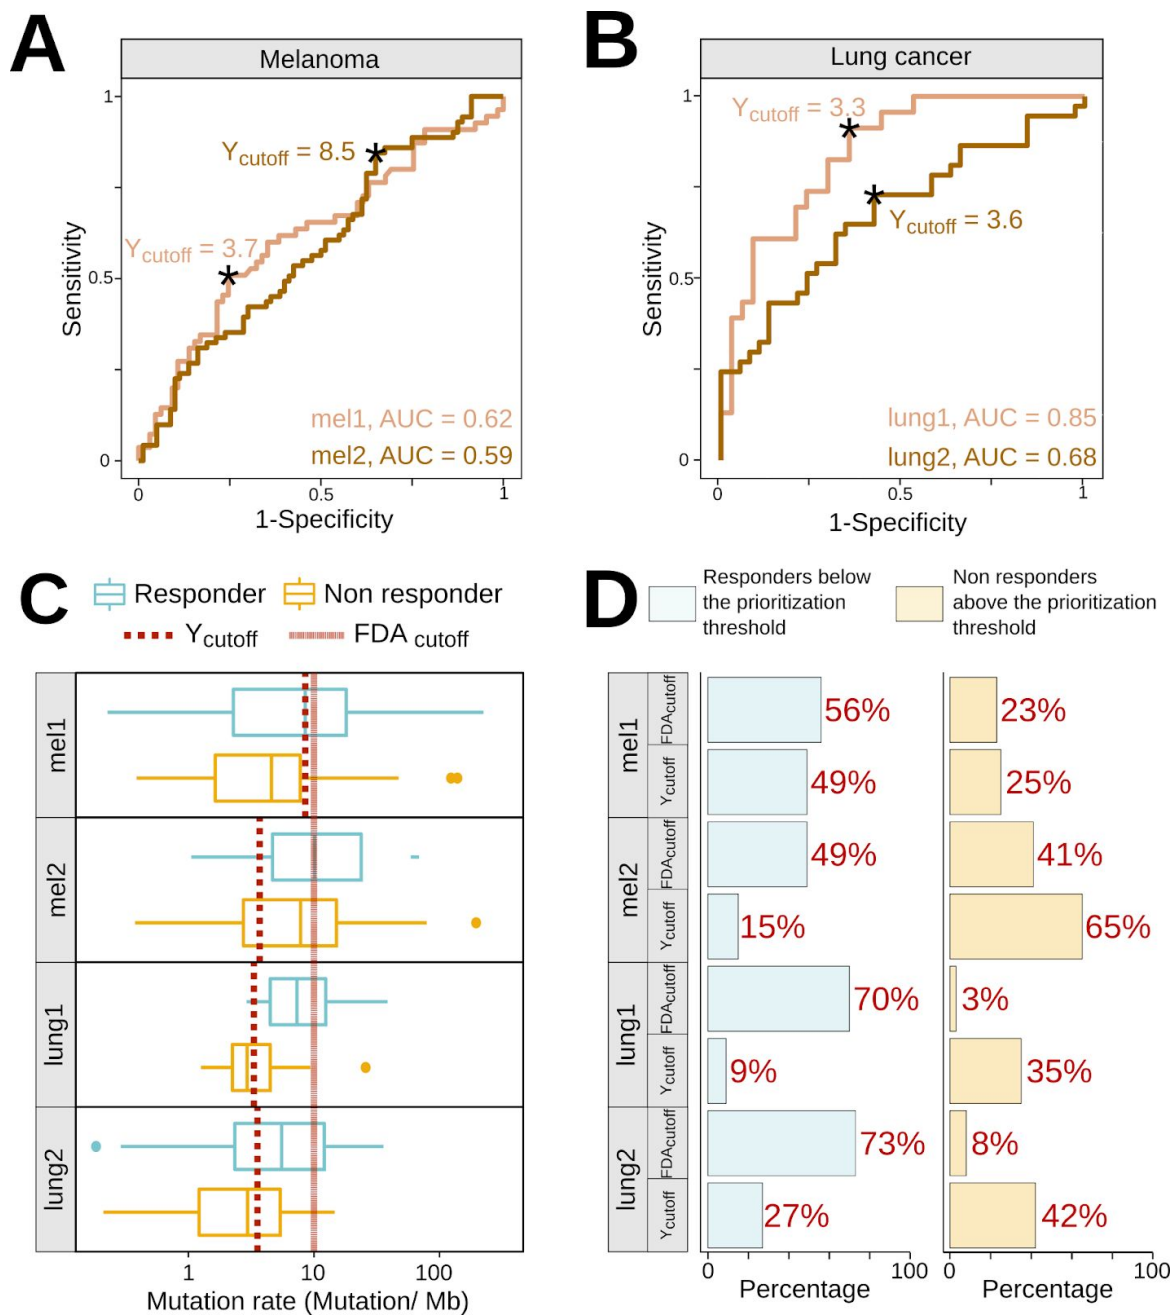 A
Melanoma
1
0.5
0
Sensitivity
Ycutoff = 8.5
Ycutoff = 3.7
mel1, AUC = 0.62
mel2, AUC = 0.59
0
0.5
1
1-Specificity
B
Lung cancer
1
0.5
0
Sensitivity
Ycutoff = 3.3
Ycutoff = 3.6
lung1, AUC = 0.85
lung2, AUC = 0.68
0
0.5
1
1-Specificity
C
Responder
Non responder
Ycutoff
FDA cutoff
mel1
mel2
lung1
lung2
1
10
100
Mutation rate (Mutation/ Mb)
D
Responders below
the prioritization
threshold
Non responders
above the prioritization
threshold
mel1
FDAcutoff
56%
23%
Ycutoff
49%
25%
mel2
FDAcutoff
49%
41%
Ycutoff
15%
65%
lung1
FDAcutoff
70%
3%
Ycutoff
9%
35%
lung2
FDAcutoff
73%
8%
Ycutoff
27%
42%
0
100
Percentage
0
100
Percentage